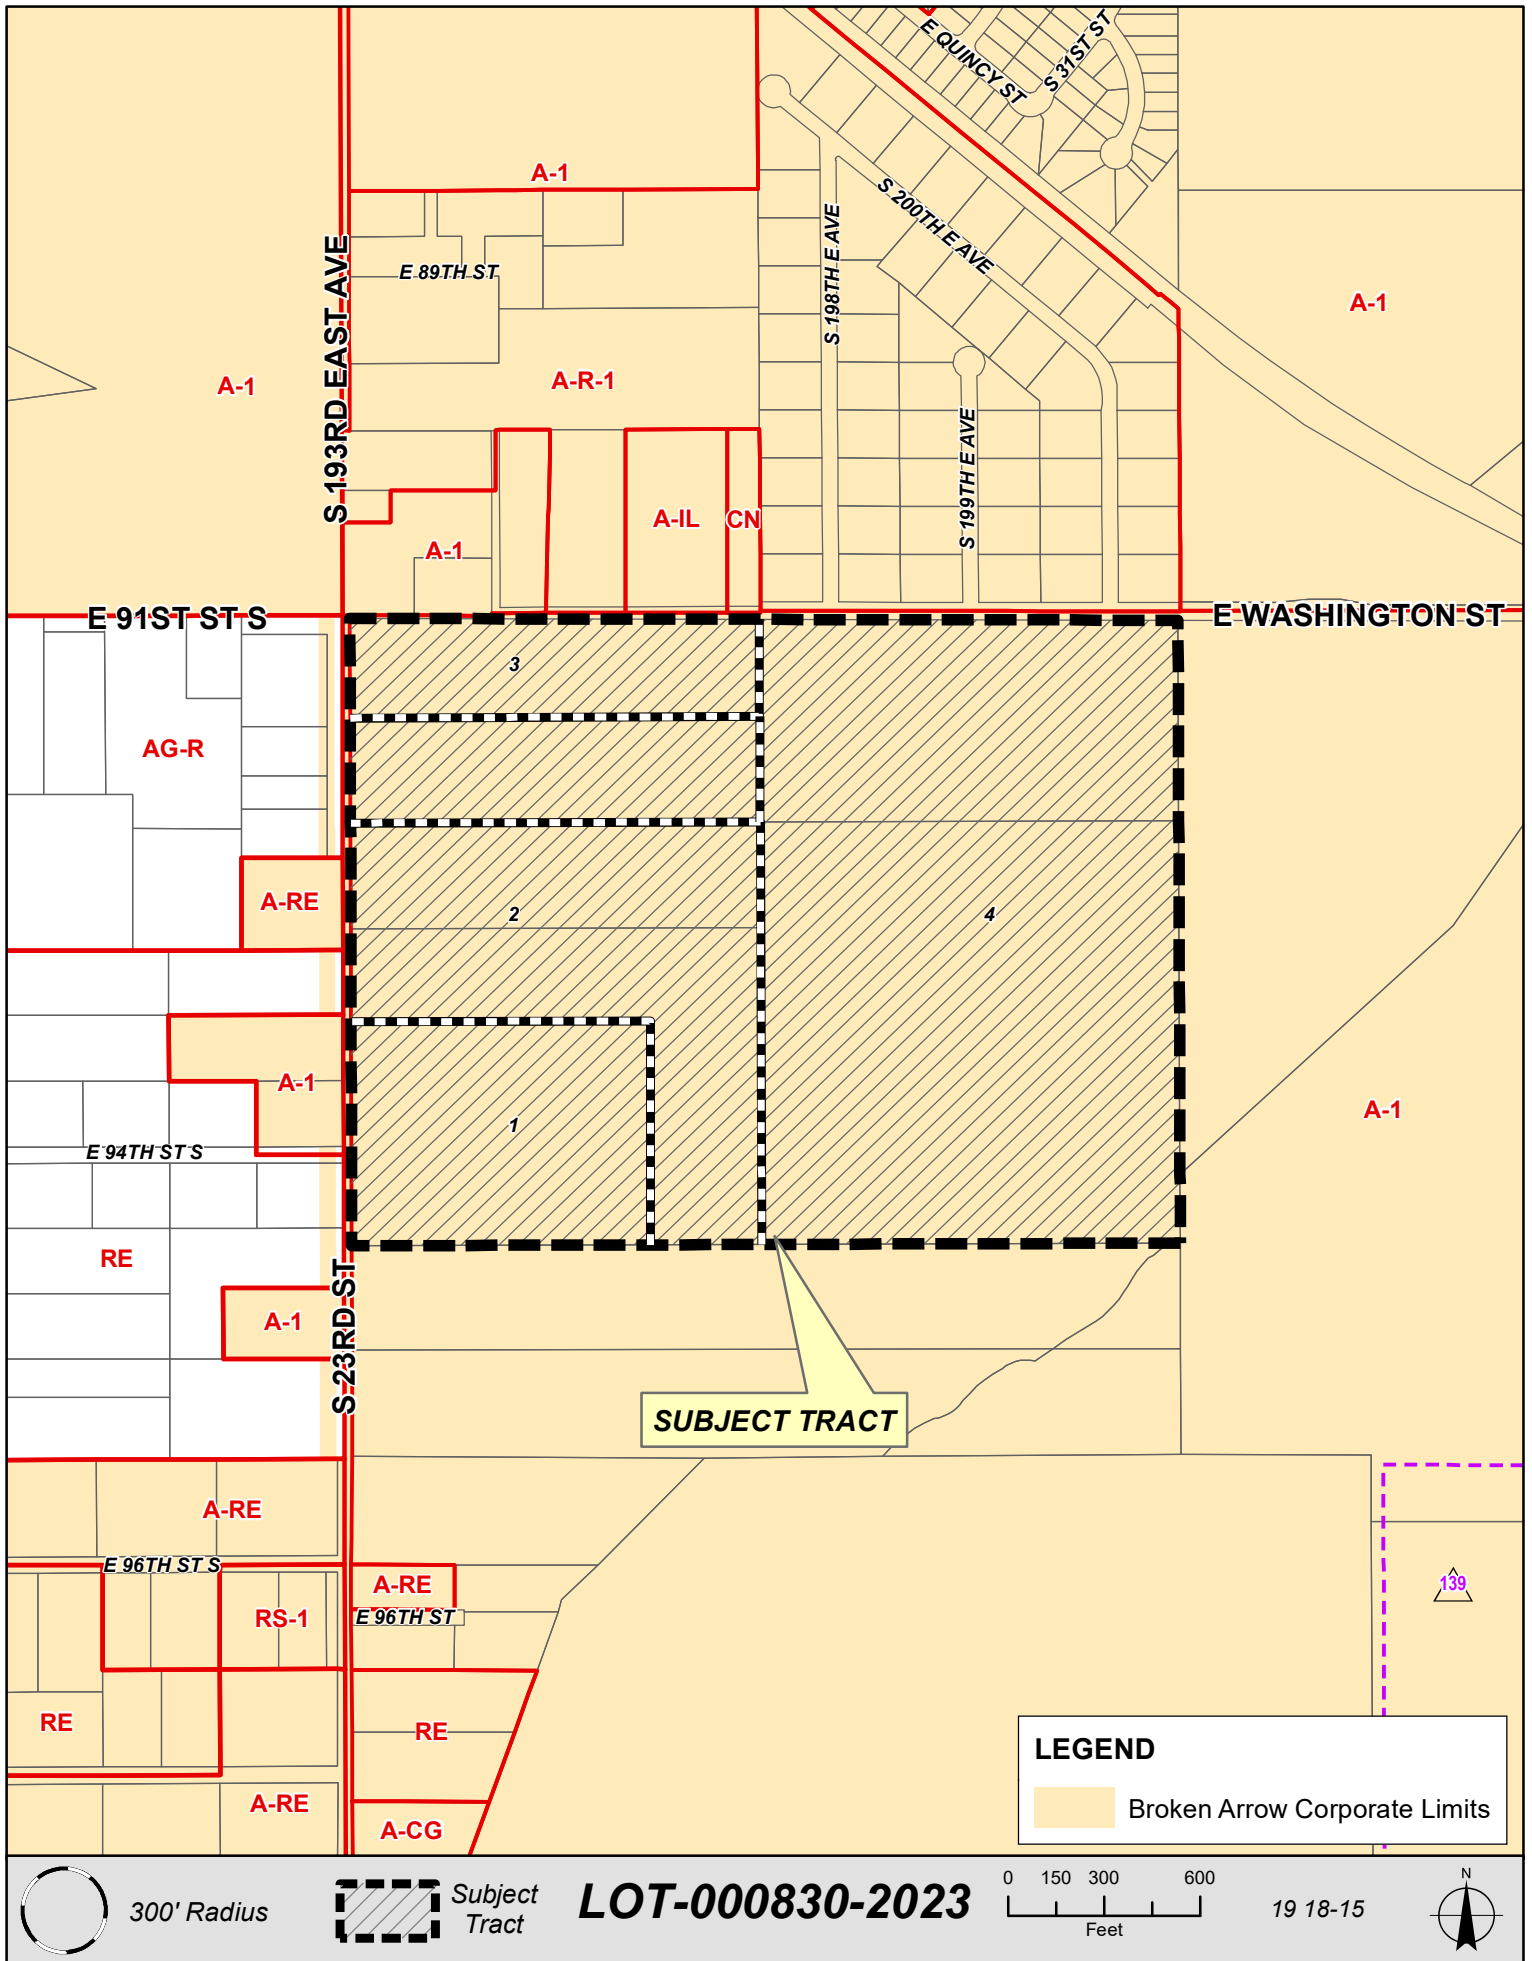 E QUINCY ST
S 31ST ST
A-1
S 200TH E AVE
S 198TH E AVE
E 89TH ST
S 193RD EAST AVE
A-1
A-1
A-R-1
S 199TH E AVE
A-IL
CN
A-1
E 91ST ST S
E WASHINGTON ST
3
AG-R
A-RE
2
4
A-1
A-1
1
E 94TH ST S
RE
A-1
S 23RD ST
SUBJECT TRACT
A-RE
E 96TH ST S
A-RE
139
RS-1
E 96TH ST
RE
RE
LEGEND
Broken Arrow Corporate Limits
A-RE
A-CG
300' Radius
Subject
Tract
LOT-000830-2023
0 150 300 600
Feet
19 18-15
N